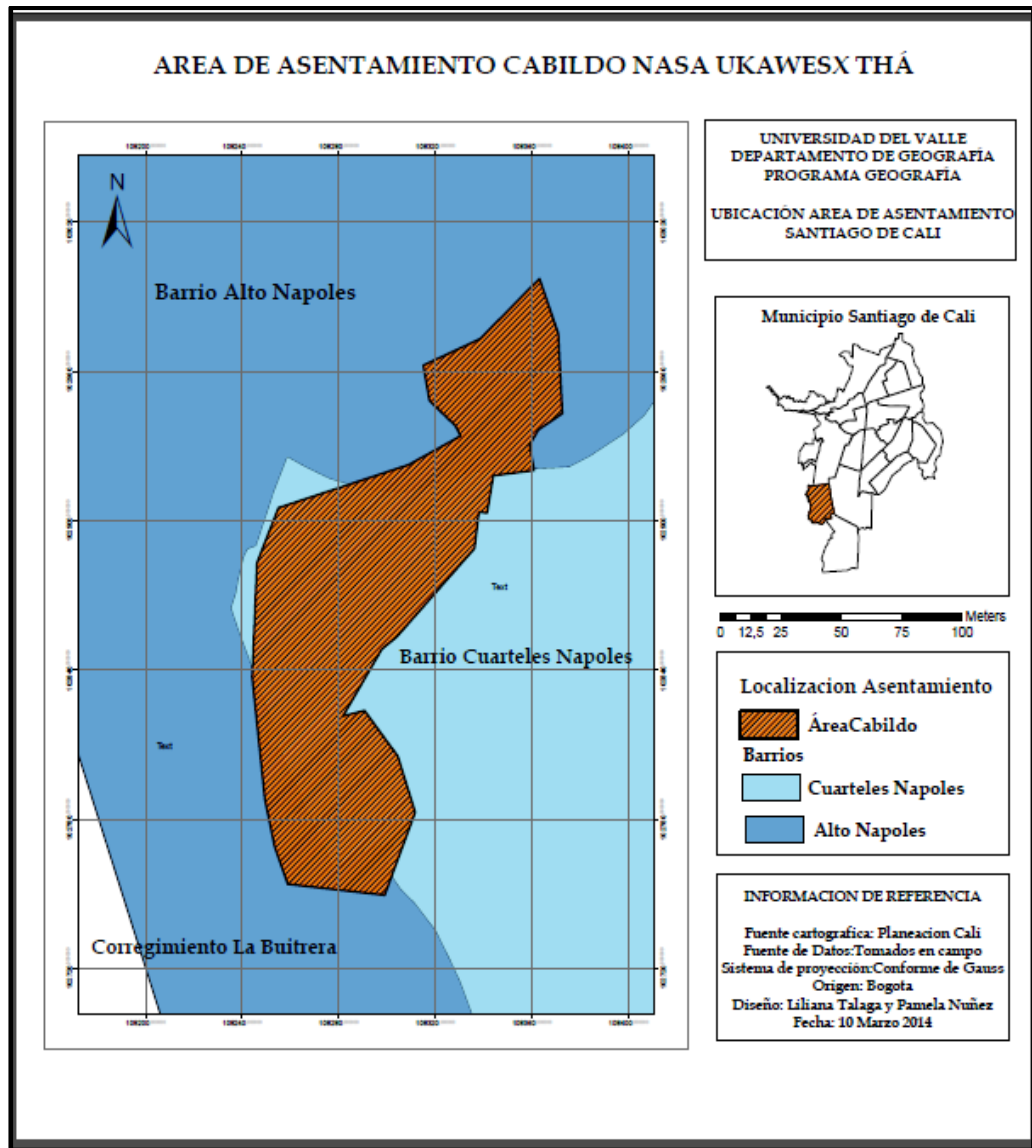 AREA DE ASENTAMIENTO CABILDO NASA UKAWESX THÁ
UNIVERSIDAD DEL VALLE
DEPARTAMENTO DE GEOGRAFÍA
PROGRAMA GEOGRAFÍA
UBICACIÓN AREA DE ASENTAMIENTO
SANTIAGO DE CALI
N
Barrio Alto Napoles
Text
Barrio Cuarteles Napoles
Text
Corregimiento La Buitrera
Municipio Santiago de Cali
Meters
0 12,5 25 50 75 100
Localizacion Asentamiento
ÁreaCabildo
Barrios
Cuarteles Napoles
Alto Napoles
INFORMACION DE REFERENCIA
Fuente cartografica: Planeacion Cali
Fuente de Datos:Tomados en campo
Sistema de proyección:Conforme de Gauss
Origen: Bogota
Diseño: Liliana Talaga y Pamela Nuñez
Fecha: 10 Marzo 2014